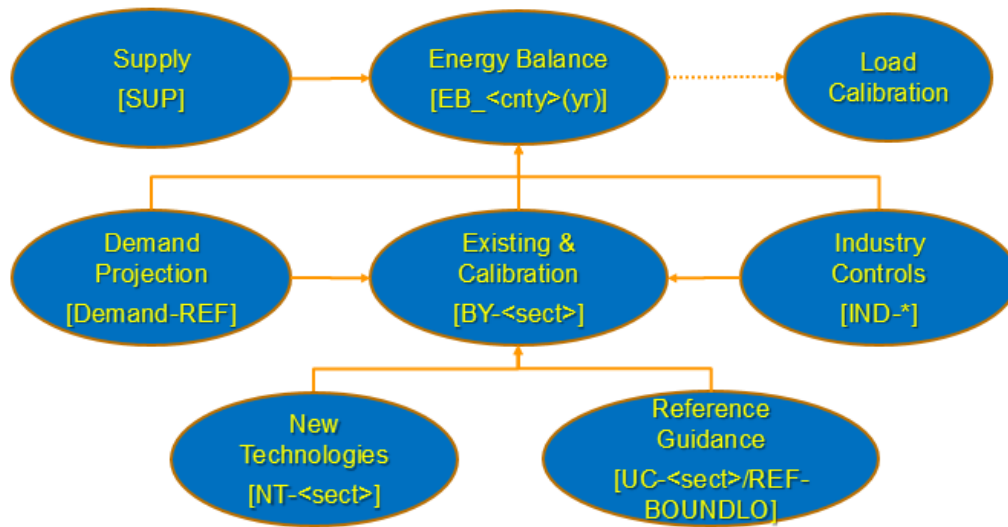 Supply
[SUP]
Energy Balance
[EB_<cnty>(yr)]
Load
Calibration
Demand
Projection
[Demand-REF]
Existing &
Calibration
[BY-<sect>]
Industry
Controls
[IND-*]
New
Technologies
[NT-<sect>]
Reference
Guidance
[UC-<sect>/REF-
BOUNDLO]